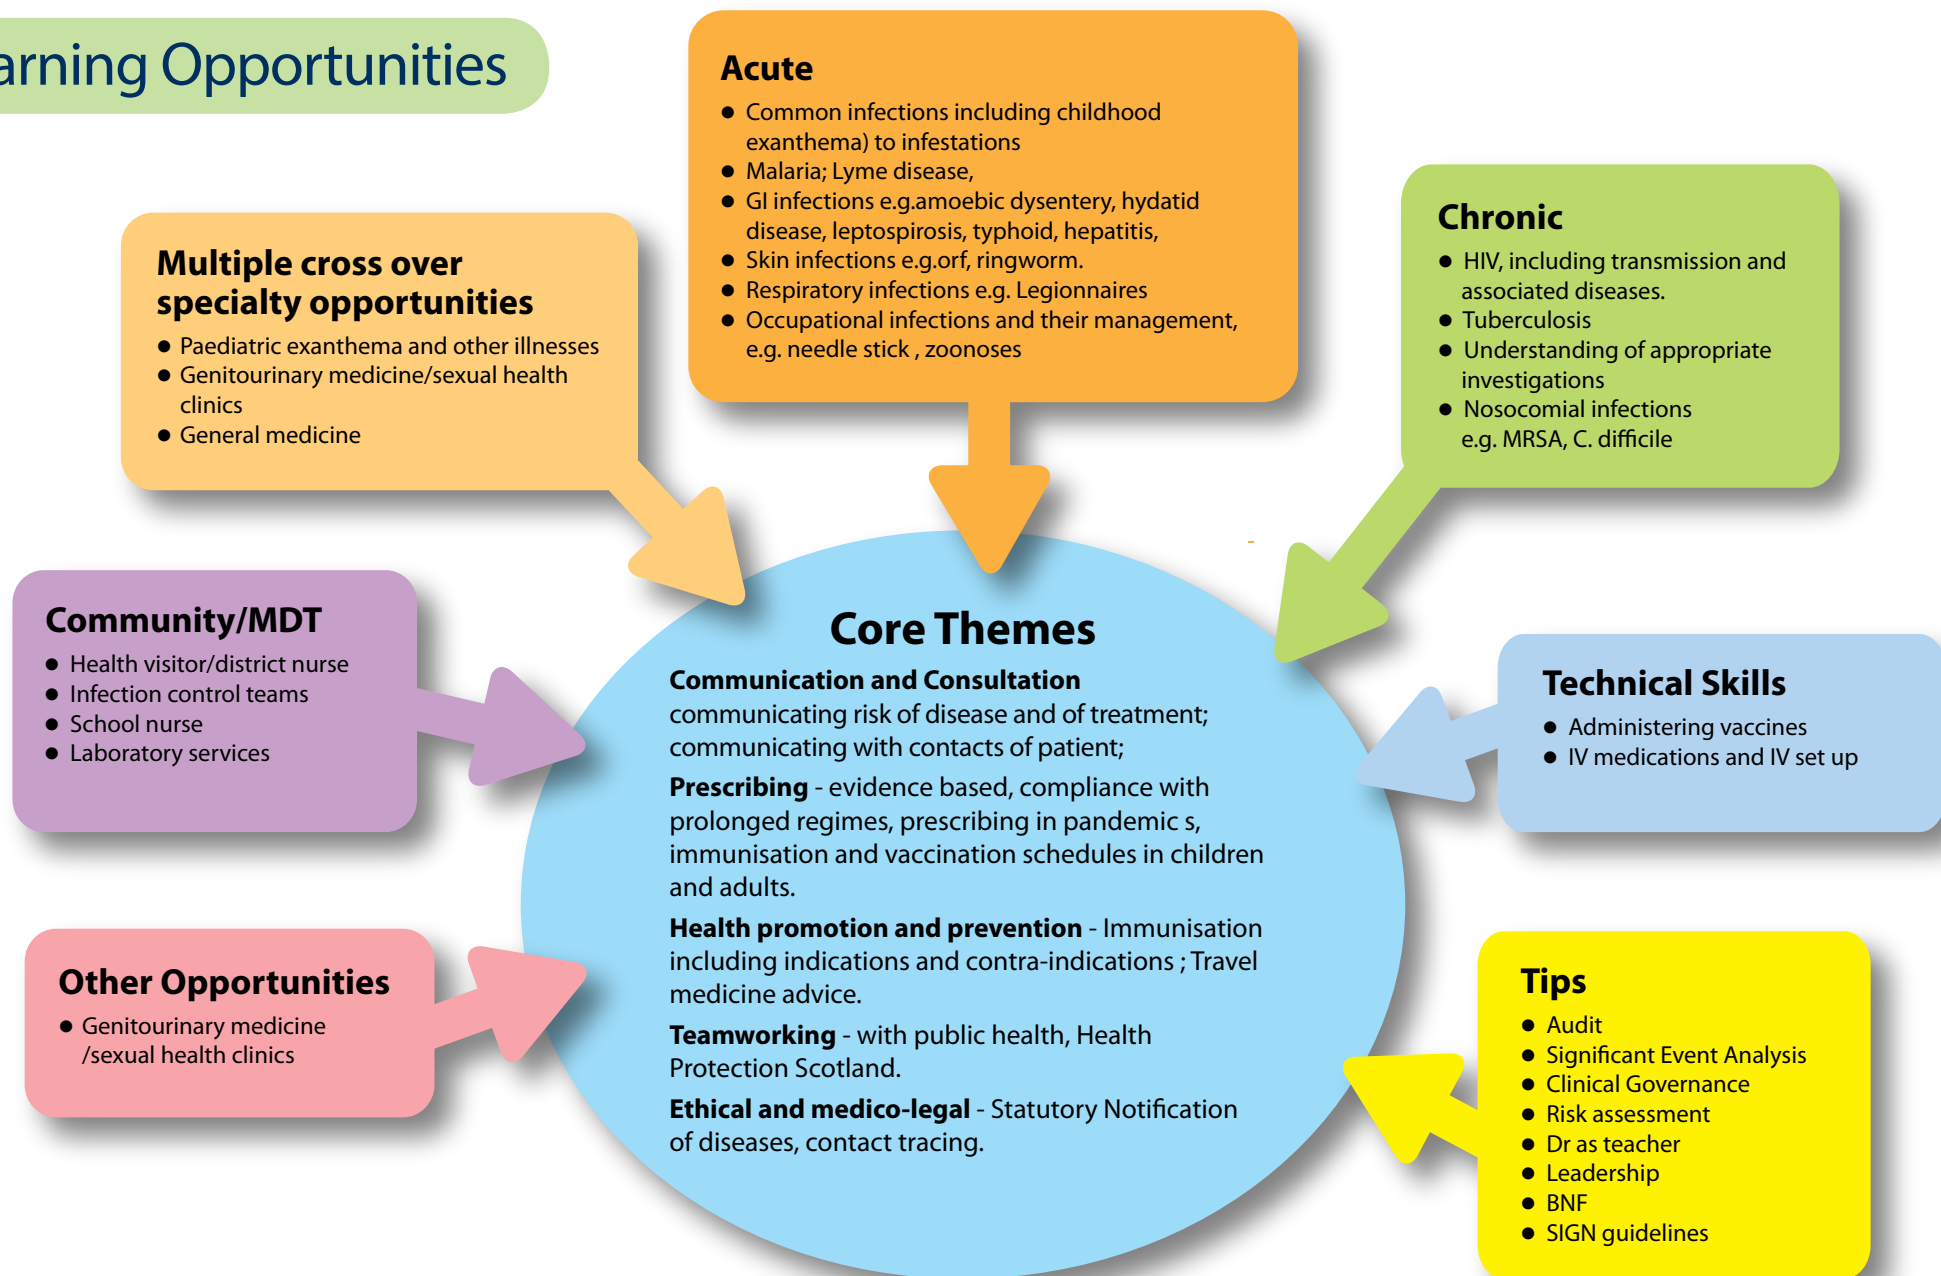 arning Opportunities
Acute
● Common infections including childhood
exanthema) to infestations
● Malaria; Lyme disease,
● GI infections e.g.amoebic dysentery, hydatid
disease, leptospirosis, typhoid, hepatitis,
● Skin infections e.g.orf, ringworm.
● Respiratory infections e.g. Legionnaires
● Occupational infections and their management,
e.g. needle stick , zoonoses
Multiple cross over
specialty opportunities
● Paediatric exanthema and other illnesses
● Genitourinary medicine/sexual health
clinics
● General medicine
Chronic
● HIV, including transmission and
associated diseases.
● Tuberculosis
● Understanding of appropriate
investigations
● Nosocomial infections
e.g. MRSA, C. difficile
Community/MDT
● Health visitor/district nurse
● Infection control teams
● School nurse
● Laboratory services
Core Themes
Communication and Consultation
communicating risk of disease and of treatment;
communicating with contacts of patient;
Prescribing - evidence based, compliance with
prolonged regimes, prescribing in pandemic s,
immunisation and vaccination schedules in children
and adults.
Health promotion and prevention - Immunisation
including indications and contra-indications ; Travel
medicine advice.
Teamworking - with public health, Health
Protection Scotland.
Ethical and medico-legal - Statutory Notification
of diseases, contact tracing.
Technical Skills
● Administering vaccines
● IV medications and IV set up
Other Opportunities
● Genitourinary medicine
/sexual health clinics
Tips
● Audit
● Significant Event Analysis
● Clinical Governance
● Risk assessment
● Dr as teacher
● Leadership
● BNF
● SIGN guidelines